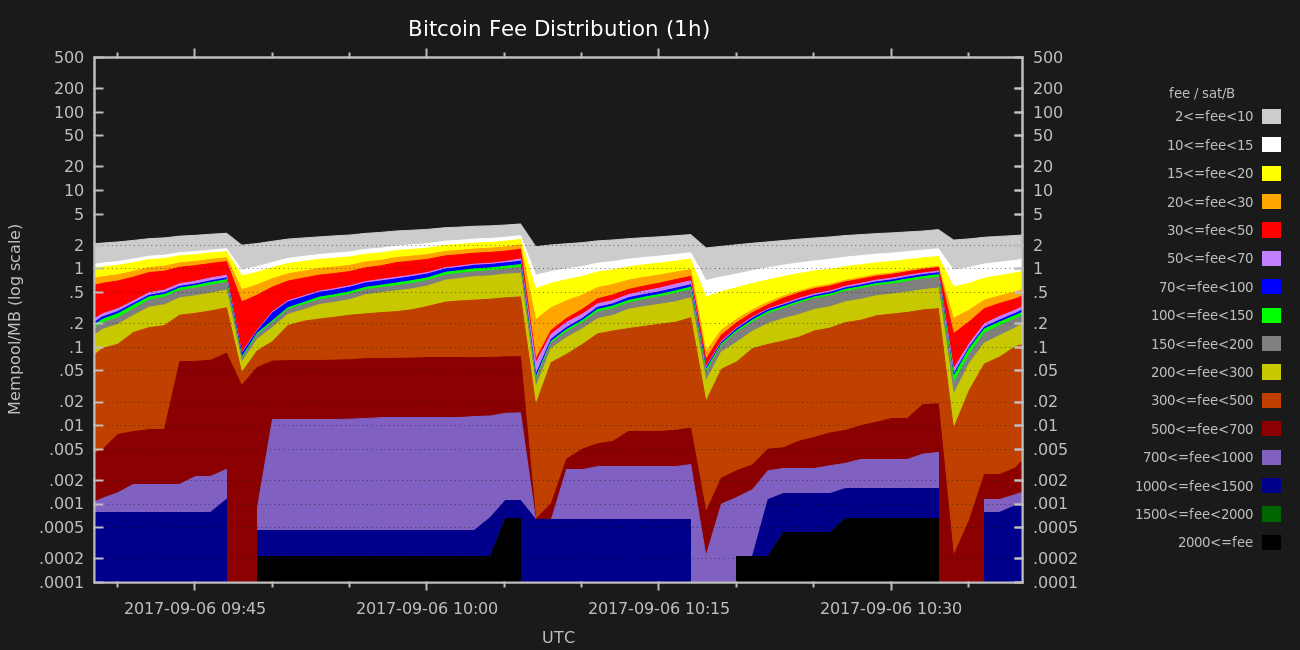 Bitcoin Fee Distribution (1h)
500 500
200 200
100 100
50 50
20 20
10 10
5 5
2 2
1 1
.5 .5
.2 .2
.1 .1
.05 .05
.02 .02
.01 .01
.005 .005
.002 .002
.001 .001
.0005 .0005
.0002 .0002
.0001 .0001
Mempool/MB (log scale)
2017-09-06 09:45 2017-09-06 10:00 2017-09-06 10:15 2017-09-06 10:30
UTC
fee / sat/B
2<=fee<10
10<=fee<15
15<=fee<20
20<=fee<30
30<=fee<50
50<=fee<70
70<=fee<100
100<=fee<150
150<=fee<200
200<=fee<300
300<=fee<500
500<=fee<700
700<=fee<1000
1000<=fee<1500
1500<=fee<2000
2000<=fee